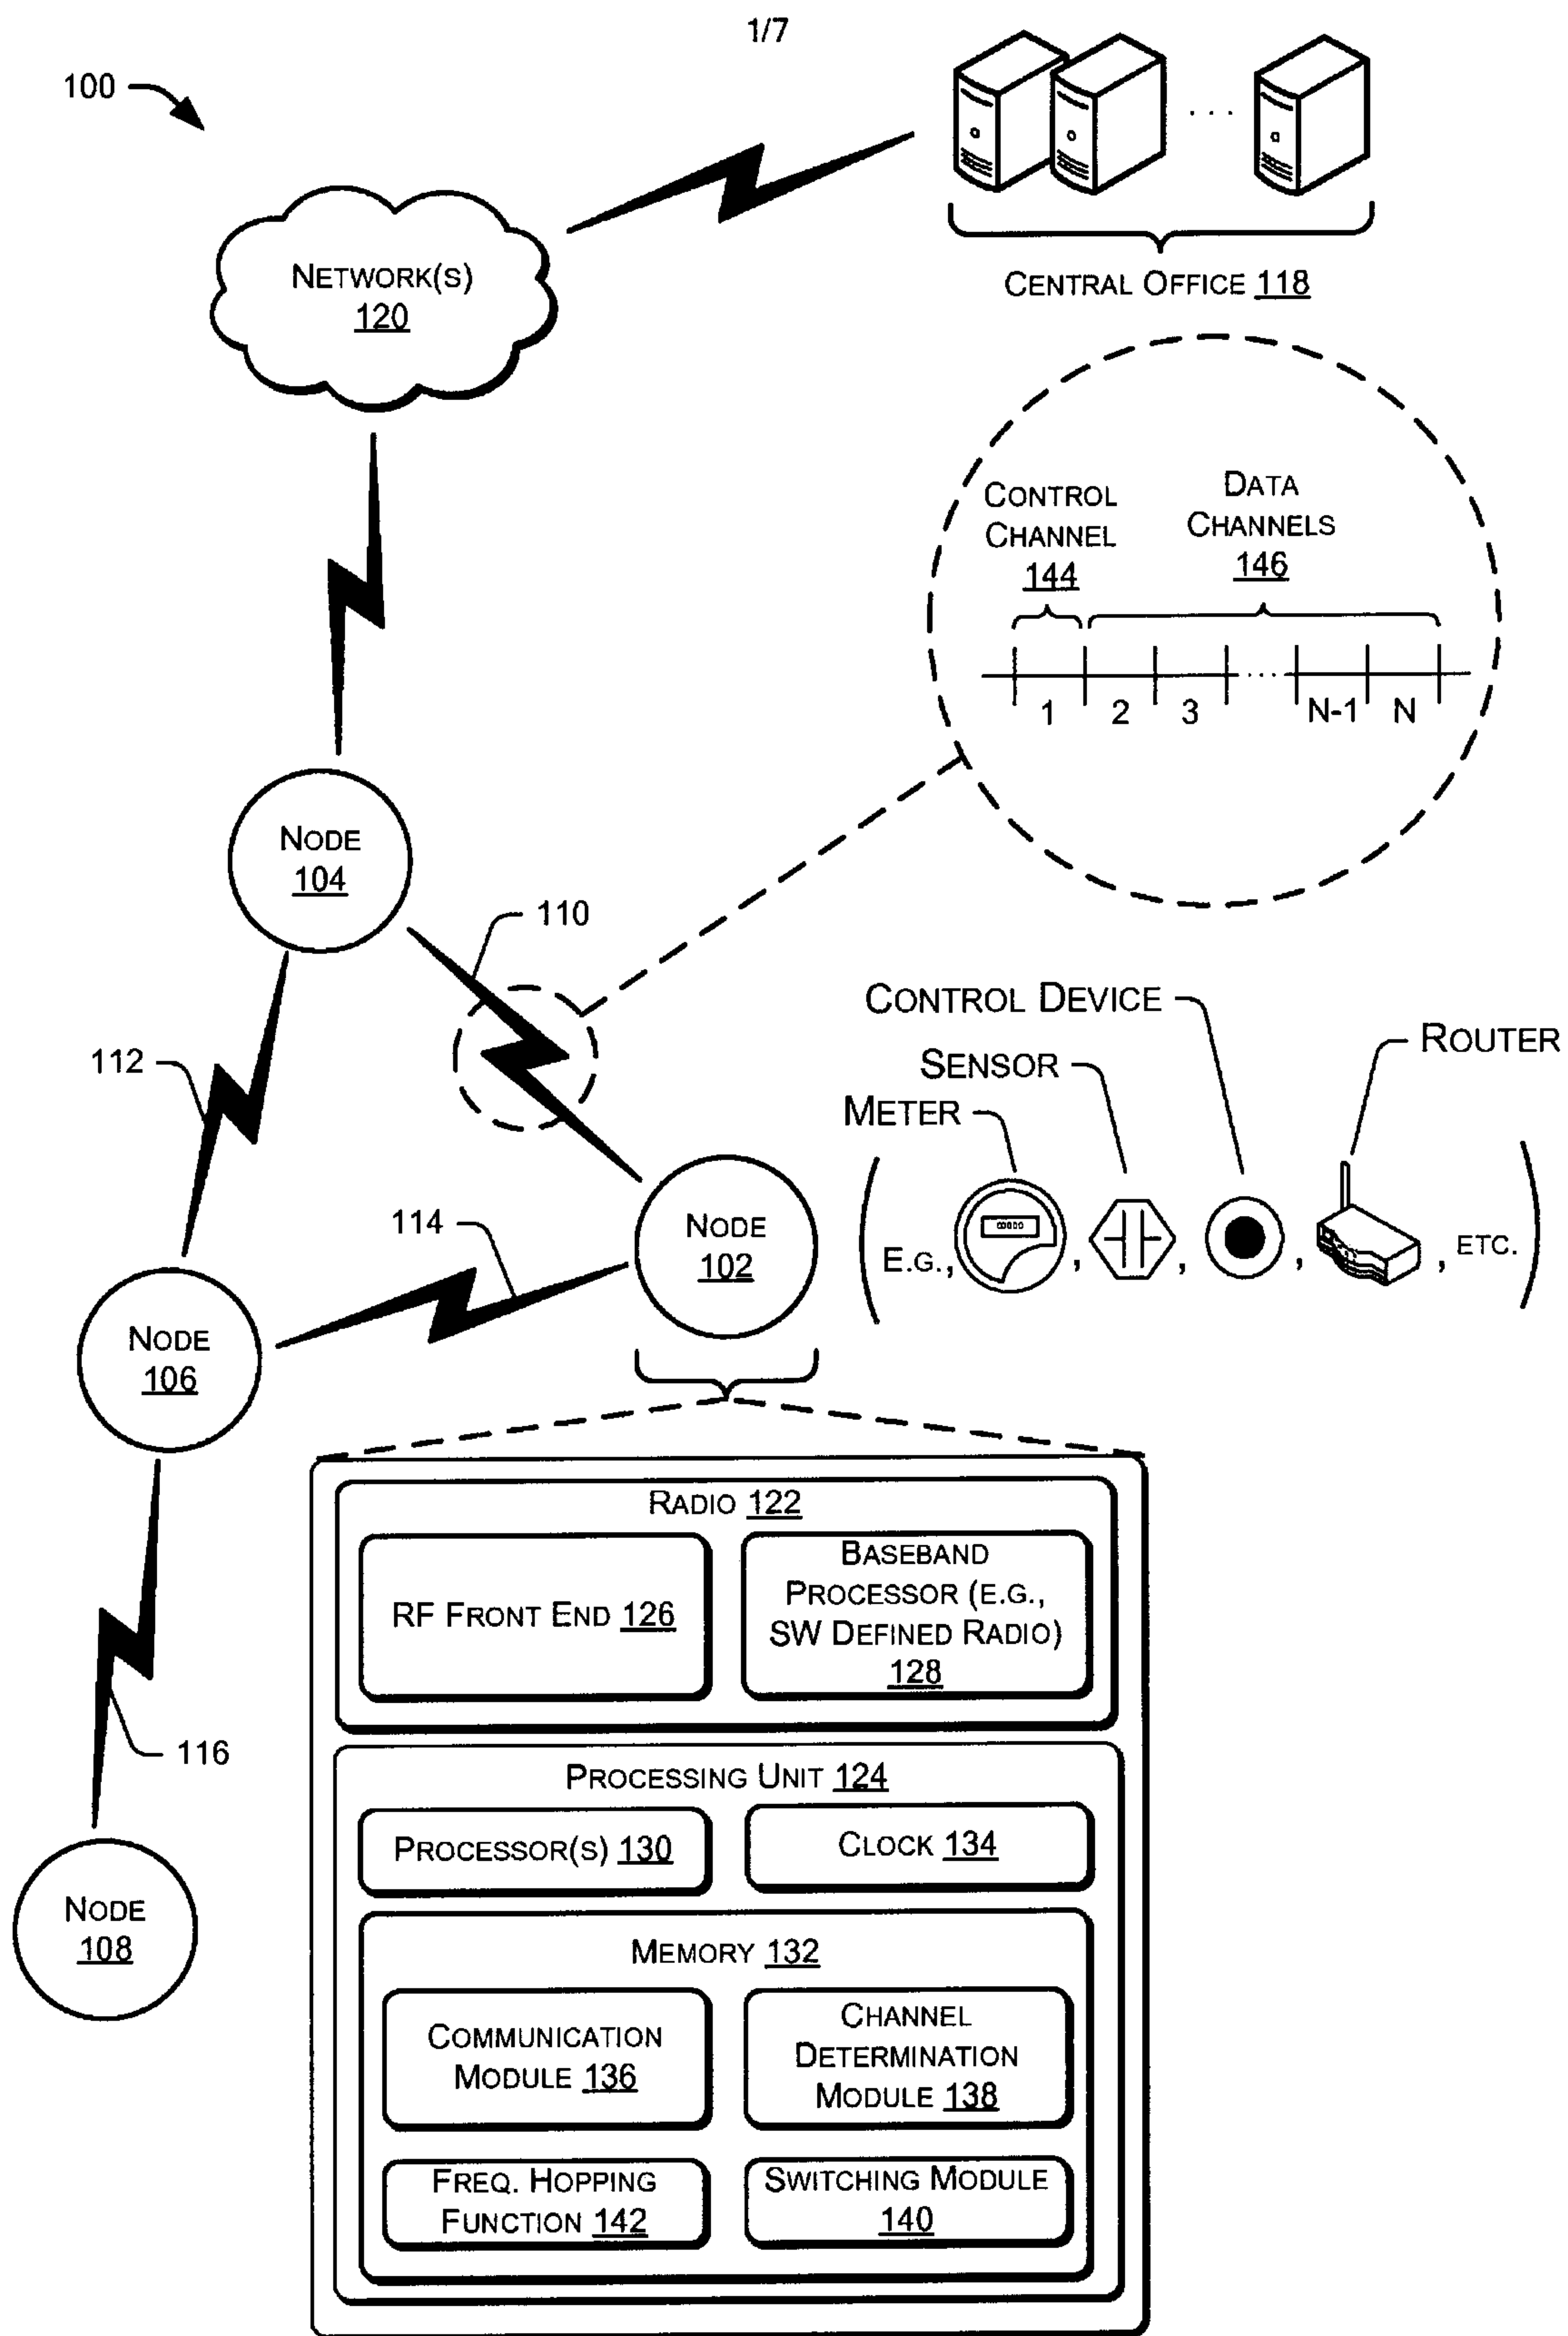 1/7
100
NETWORK(S)
120
CENTRAL OFFICE 118
CONTROL
CHANNEL
144
DATA
CHANNELS
146
1 2 3 ... N-1 N
NODE
104
110
112
CONTROL DEVICE
SENSOR
METER
ROUTER
114
NODE
102
E.G., , , , , ETC.
NODE
106
RADIO 122
RF FRONT END 126
BASEBAND
PROCESSOR (E.G.,
SW DEFINED RADIO)
128
116
PROCESSING UNIT 124
PROCESSOR(S) 130
CLOCK 134
NODE
108
MEMORY 132
COMMUNICATION
MODULE 136
CHANNEL
DETERMINATION
MODULE 138
FREQ. HOPPING
FUNCTION 142
SWITCHING MODULE
140